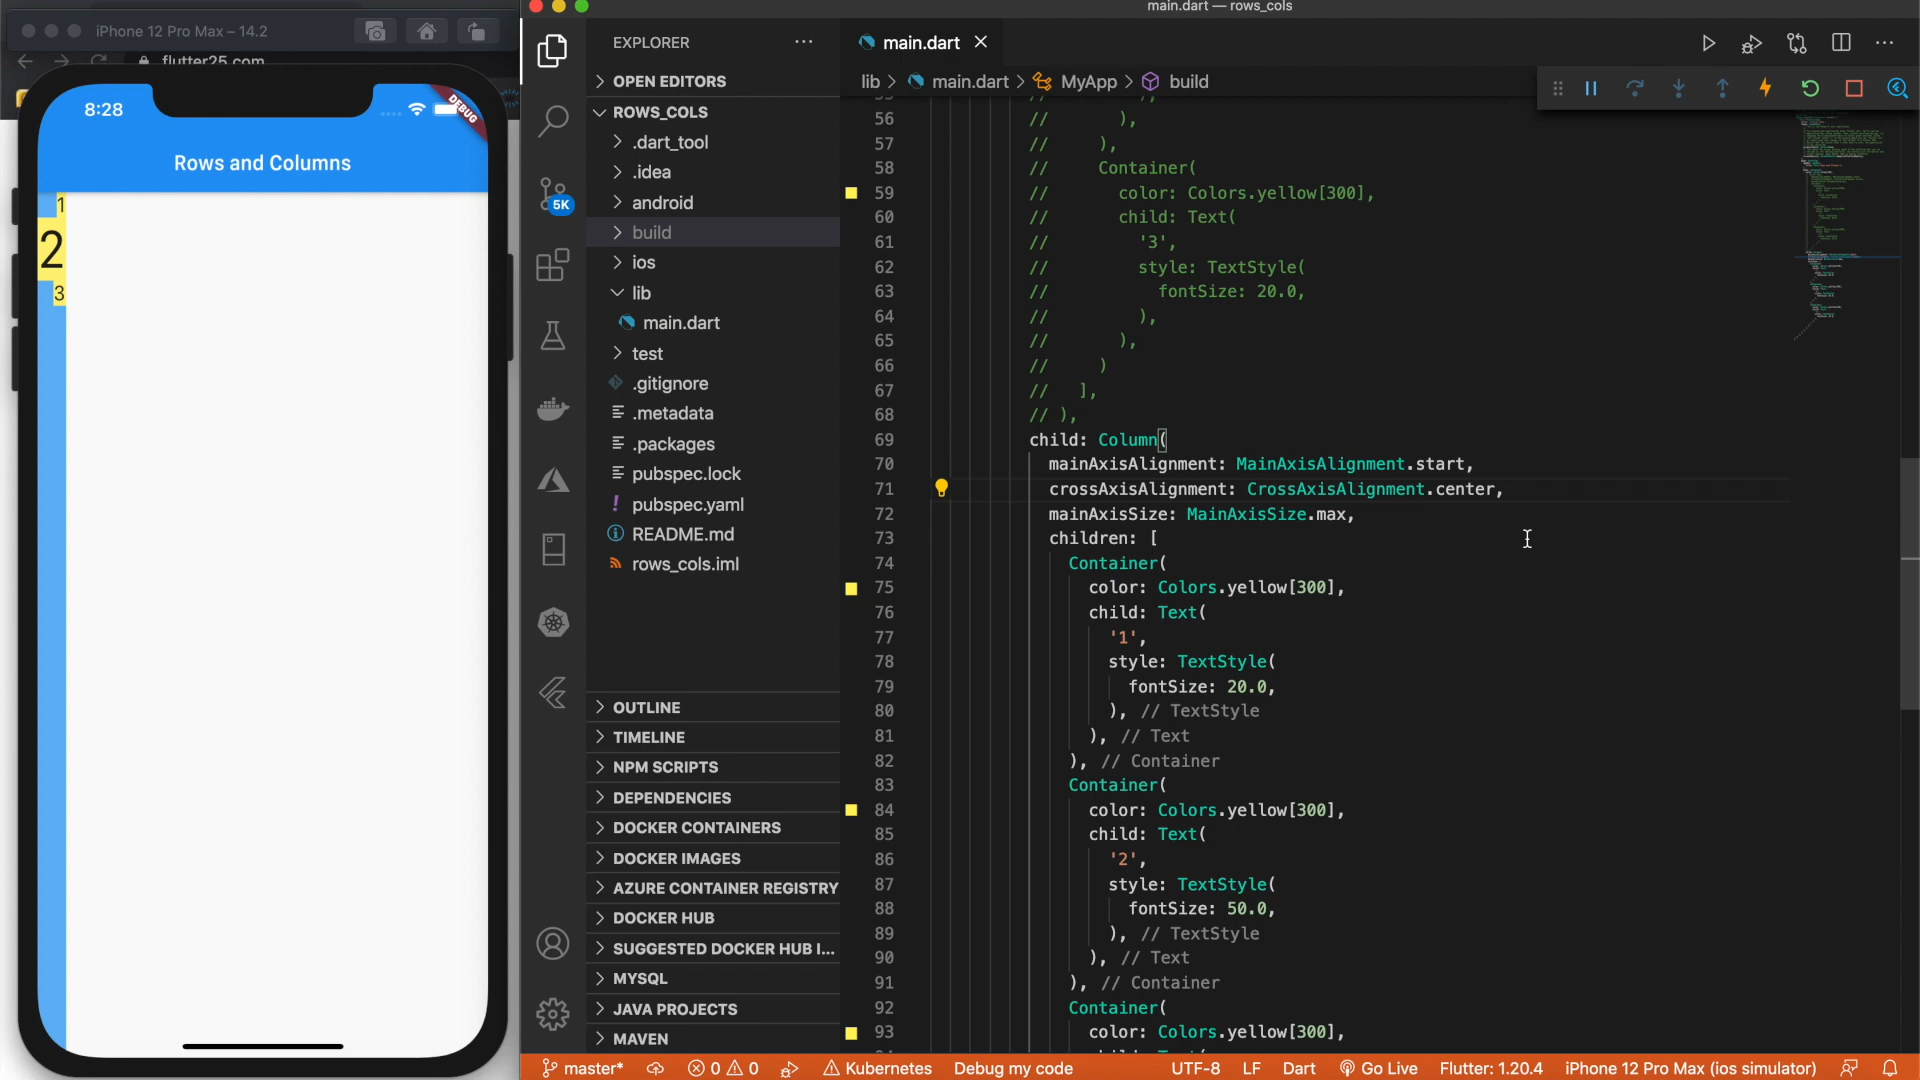 main.dart — rows_cols
iPhone 12 Pro Max – 14.2
flutter25.com
8:28
DEBUG
Rows and Columns
1
2
3
EXPLORER
OPEN EDITORS
ROWS_COLS
.dart_tool
.idea
android
build
ios
lib
main.dart
test
.gitignore
.metadata
.packages
pubspec.lock
pubspec.yaml
README.md
rows_cols.iml
OUTLINE
TIMELINE
NPM SCRIPTS
DEPENDENCIES
DOCKER CONTAINERS
DOCKER IMAGES
AZURE CONTAINER REGISTRY
DOCKER HUB
SUGGESTED DOCKER HUB I...
MYSQL
JAVA PROJECTS
MAVEN
5K
main.dart
lib > main.dart > MyApp > build
56 // ),
57 // ),
58 // Container(
59 // color: Colors.yellow[300],
60 // child: Text(
61 // '3',
62 // style: TextStyle(
63 // fontSize: 20.0,
64 // ),
65 // ),
66 // )
67 // ],
68 // ),
69 child: Column(
70 mainAxisAlignment: MainAxisAlignment.start,
71 crossAxisAlignment: CrossAxisAlignment.center,
72 mainAxisSize: MainAxisSize.max,
73 children: [
74 Container(
75 color: Colors.yellow[300],
76 child: Text(
77 '1',
78 style: TextStyle(
79 fontSize: 20.0,
80 ), // TextStyle
81 ), // Text
82 ), // Container
83 Container(
84 color: Colors.yellow[300],
85 child: Text(
86 '2',
87 style: TextStyle(
88 fontSize: 50.0,
89 ), // TextStyle
90 ), // Text
91 ), // Container
92 Container(
93 color: Colors.yellow[300],
master* 0 0 Kubernetes Debug my code UTF-8 LF Dart Go Live Flutter: 1.20.4 iPhone 12 Pro Max (ios simulator)